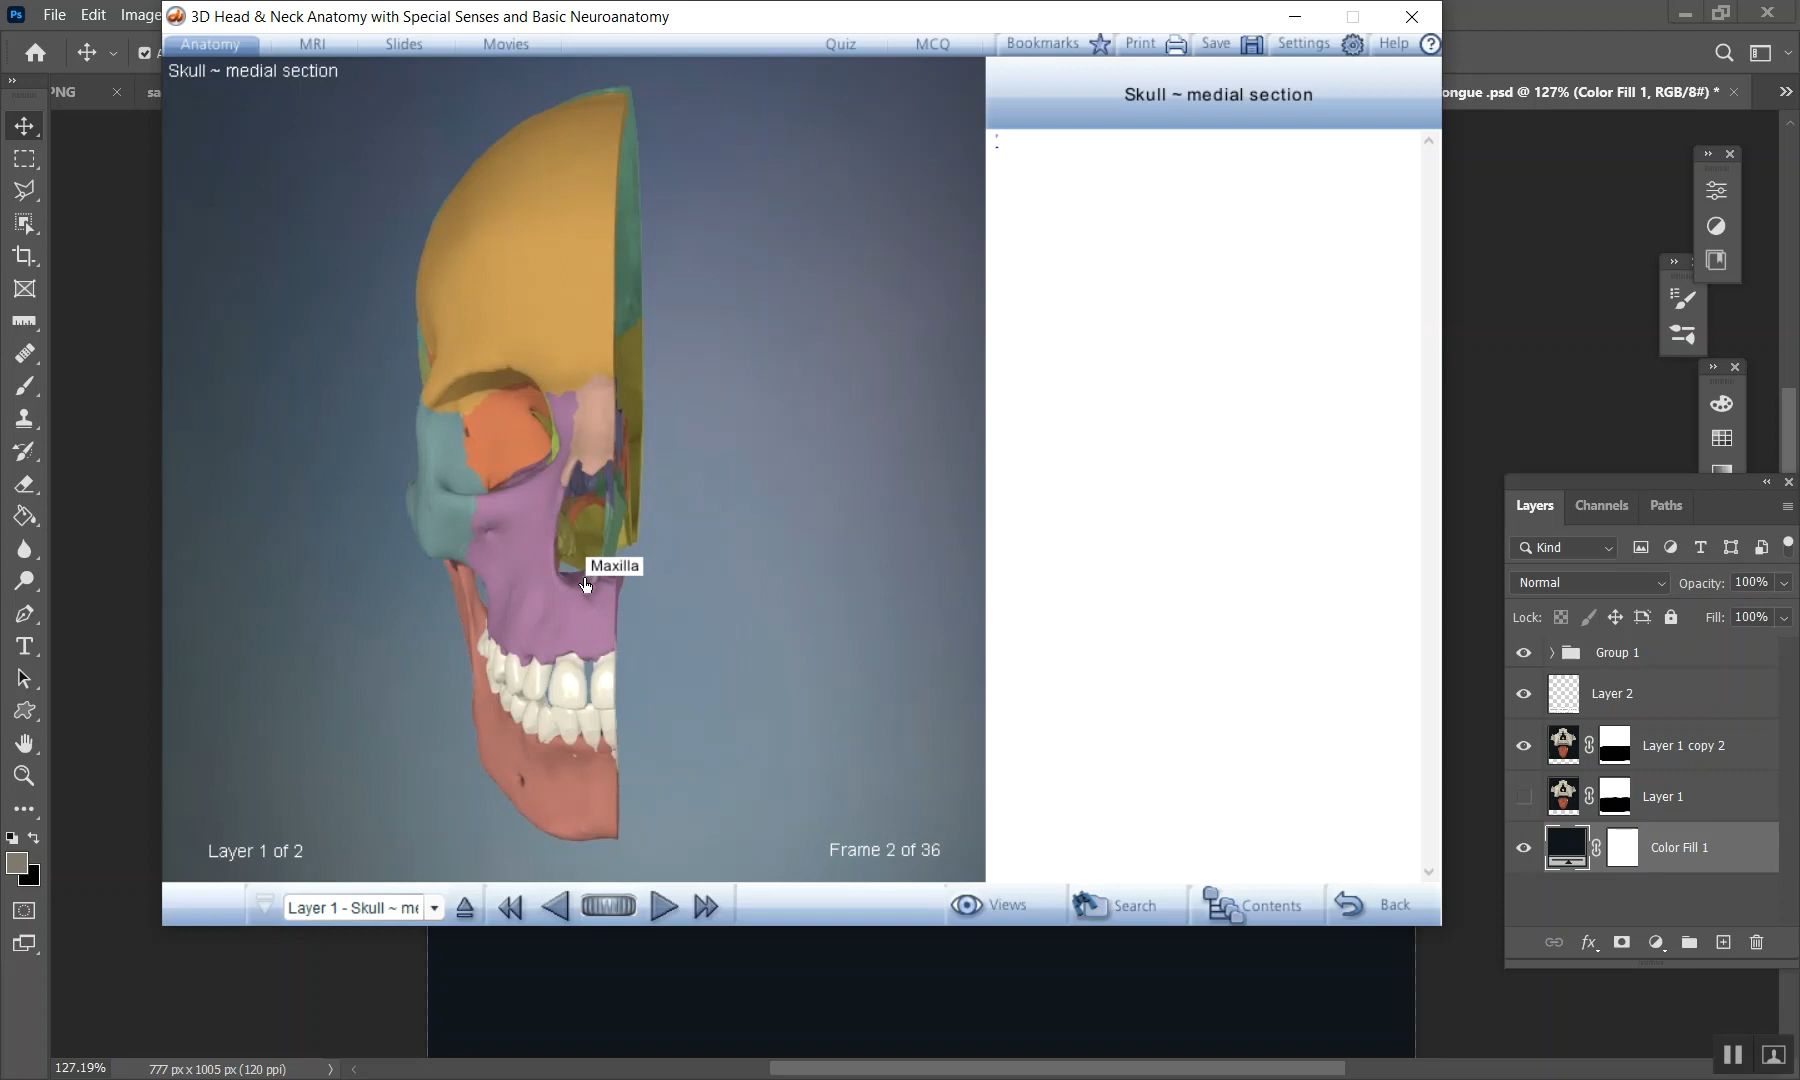 File Edit Image
3D Head & Neck Anatomy with Special Senses and Basic Neuroanatomy
Anatomy MRI Slides Movies Quiz MCQ Bookmarks Print Save Settings Help
Skull ~ medial section
Skull ~ medial section
PNG
ongue .psd @ 127% (Color Fill 1, RGB/8#) *
Maxilla
Layer 1 of 2
Frame 2 of 36
Layer 1 - Skull ~ me
Views Search Contents Back
Layers Channels Paths
Kind
Normal Opacity: 100%
Lock: Fill: 100%
Group 1
Layer 2
Layer 1 copy 2
Layer 1
Color Fill 1
127.19% 777 px x 1005 px (120 ppi)